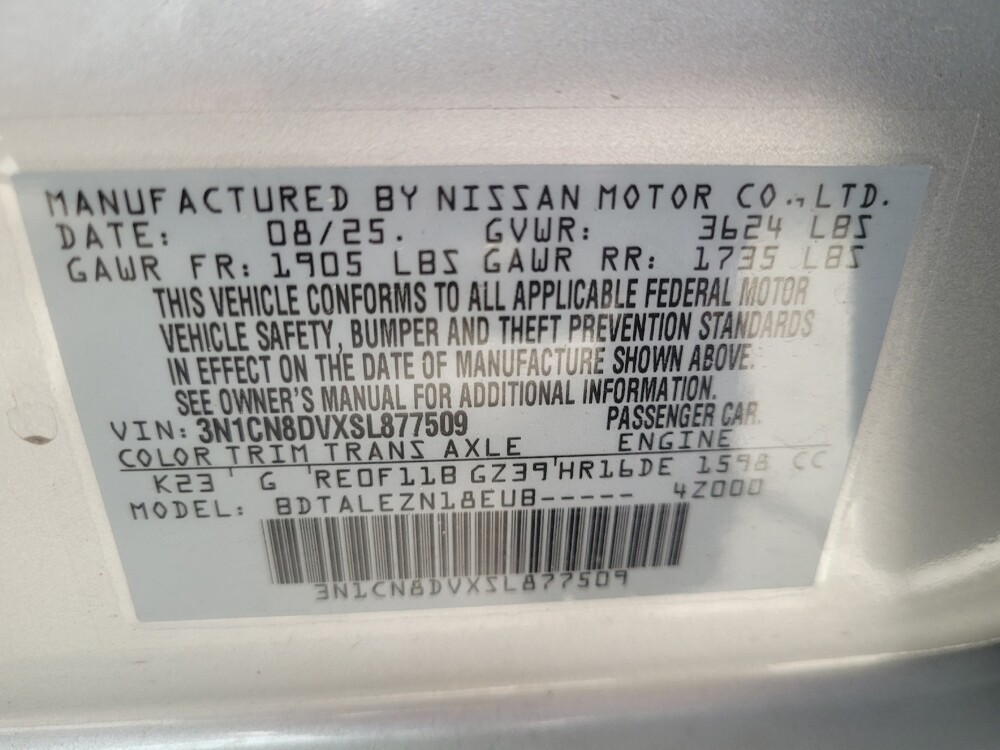 MANUFACTURED BY NISSAN MOTOR CO., LTD.
DATE: 08/25. GVWR: 3624 LBS
GAWR FR: 1905 LBS GAWR RR: 1735 LBS
THIS VEHICLE CONFORMS TO ALL APPLICABLE FEDERAL MOTOR
VEHICLE SAFETY, BUMPER AND THEFT PREVENTION STANDARDS
IN EFFECT ON THE DATE OF MANUFACTURE SHOWN ABOVE.
SEE OWNER'S MANUAL FOR ADDITIONAL INFORMATION.
VIN: 3N1CN8DVXSL877509 PASSENGER CAR.
COLOR TRIM TRANS AXLE ENGINE
K23 G 'RE0F11B GZ39'HR16DE 1598 CC
MODEL: BDTALEZN18EUB----- 4Z000
3N1CN8DVXSL877509